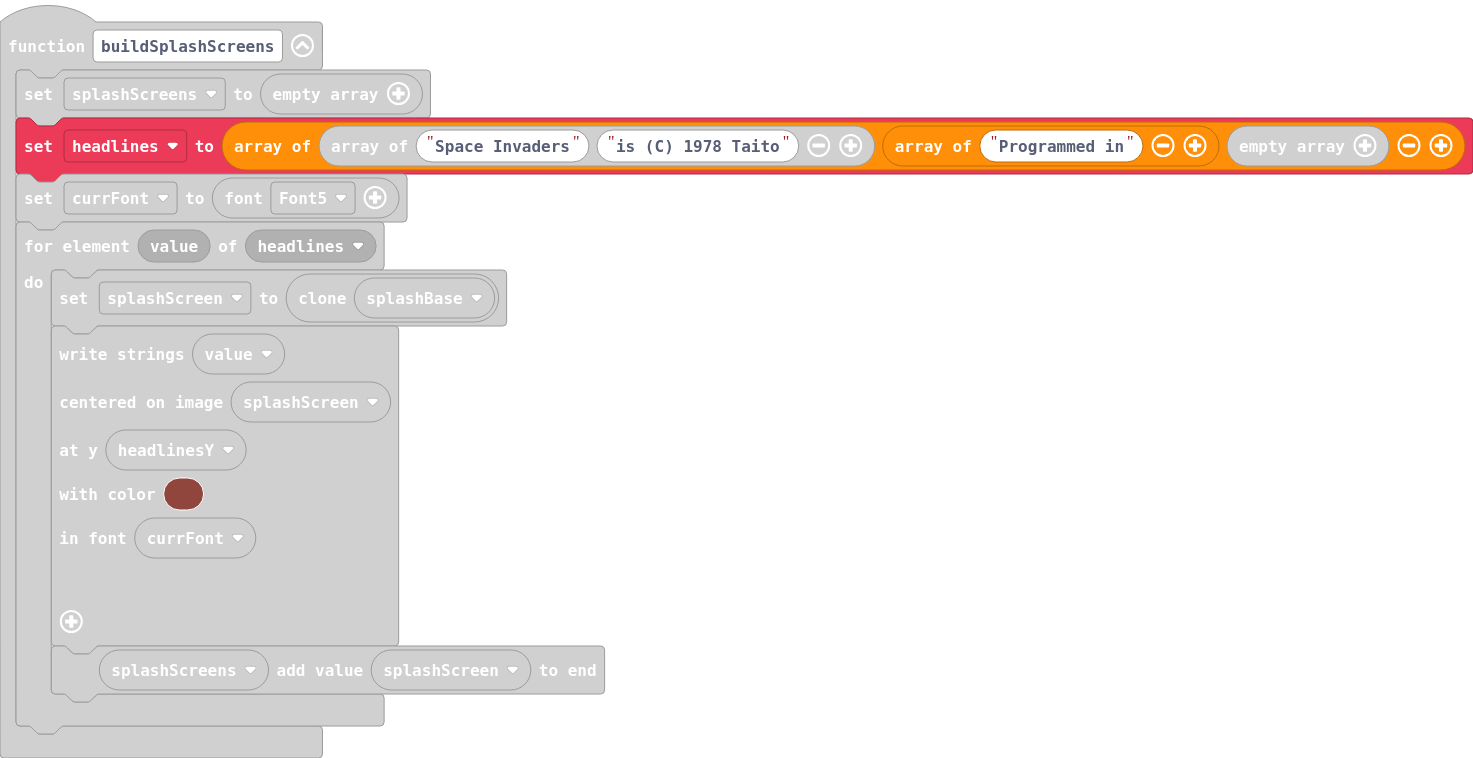 function buildSplashScreens
set splashScreens to empty array
set headlines to array of array of "Space Invaders" "is (C) 1978 Taito" array of "Programmed in" empty array
set currFont to font Font5
for element value of headlines
do
set splashScreen to clone splashBase
write strings value
centered on image splashScreen
at y headlinesY
with color
in font currFont
splashScreens add value splashScreen to end